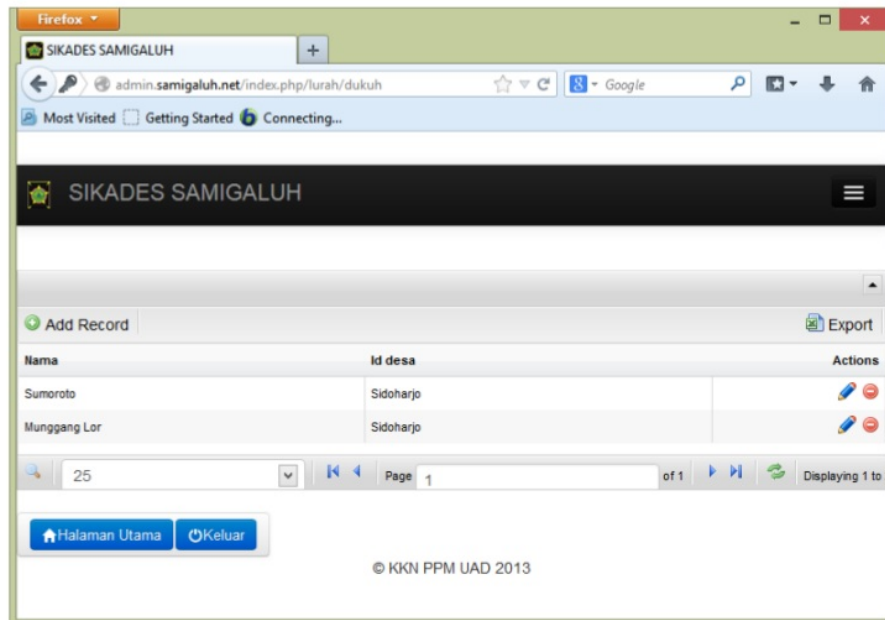 Firefox
SIKADES SAMIGALUH
admin.samigaluh.net/index.php/lurah/dukuh
Google
Most Visited Getting Started Connecting...
SIKADES SAMIGALUH
Add Record Export
Nama Id desa Actions
Sumoroto Sidoharjo
Munggang Lor Sidoharjo
25 Page 1 of 1 Displaying 1 to
Halaman Utama Keluar
© KKN PPM UAD 2013